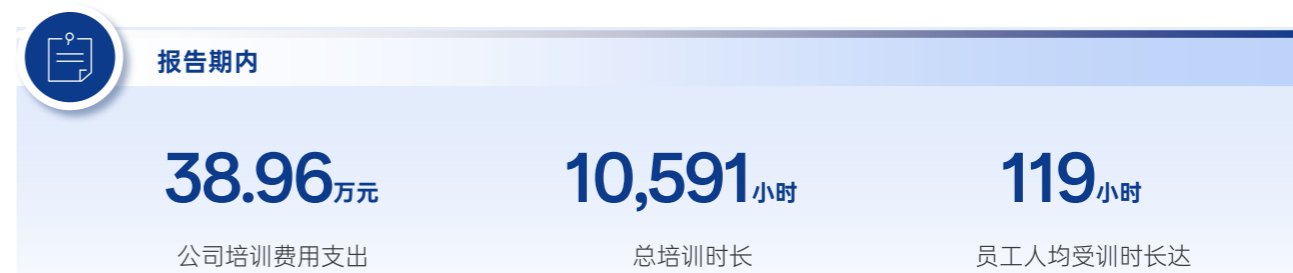 报告期内
38.96万元 10,591小时 119小时
公司培训费用支出 总培训时长 员工人均受训时长达